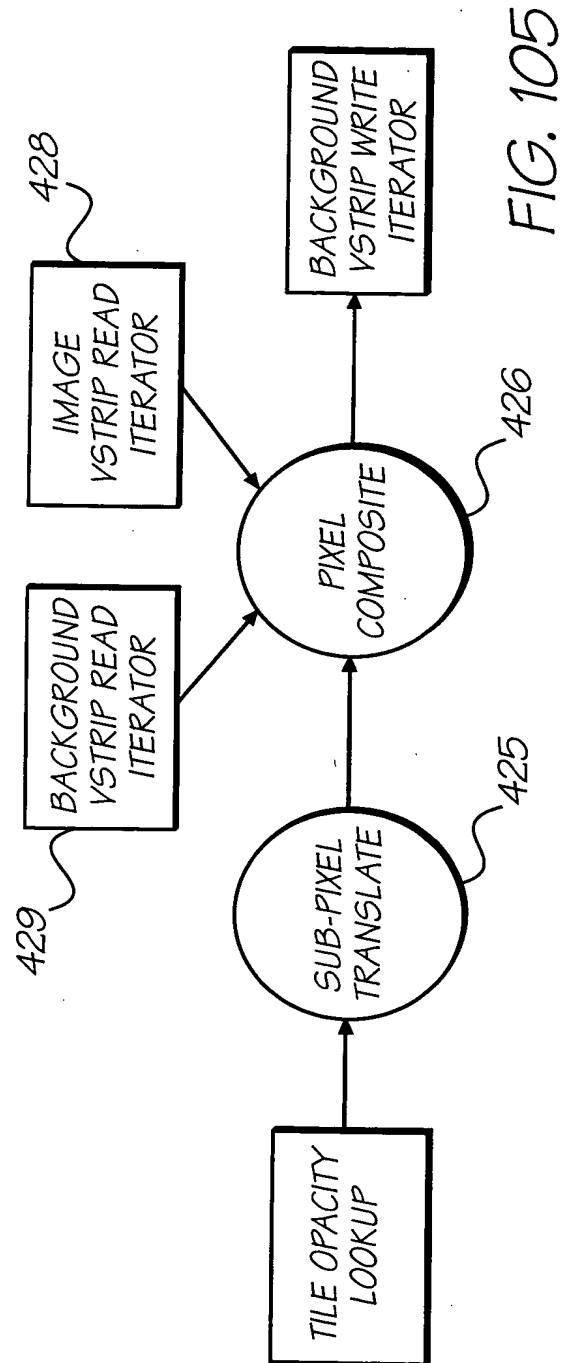 TILE OPACITY
LOOKUP
SUB-PIXEL
TRANSLATE
425
BACKGROUND
VSTRIP READ
ITERATOR
429
IMAGE
VSTRIP READ
ITERATOR
428
PIXEL
COMPOSITE
426
BACKGROUND
VSTRIP WRITE
ITERATOR
FIG. 105